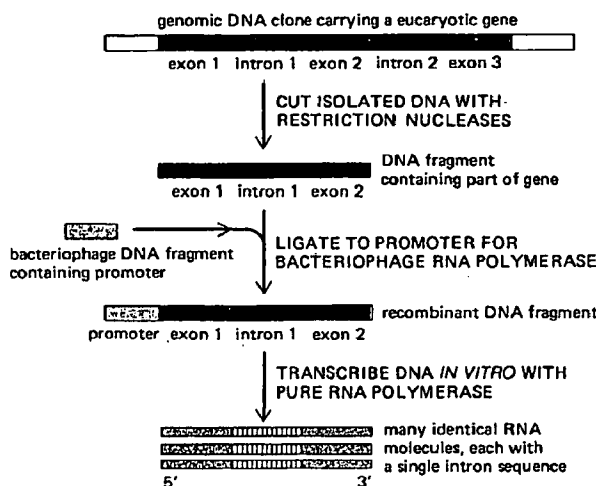 genomic DNA clone carrying a eucaryotic gene
exon 1 intron 1 exon 2 intron 2 exon 3
CUT ISOLATED DNA WITH-
RESTRICTION NUCLEASES
DNA fragment
containing part of gene
exon 1 intron 1 exon 2
bacteriophage DNA fragment
containing promoter
LIGATE TO PROMOTER FOR
BACTERIOPHAGE RNA POLYMERASE
recombinant DNA fragment
promoter exon 1 intron 1 exon 2
TRANSCRIBE DNA IN VITRO WITH
PURE RNA POLYMERASE
many identical RNA
molecules, each with
a single intron sequence
5' 3'